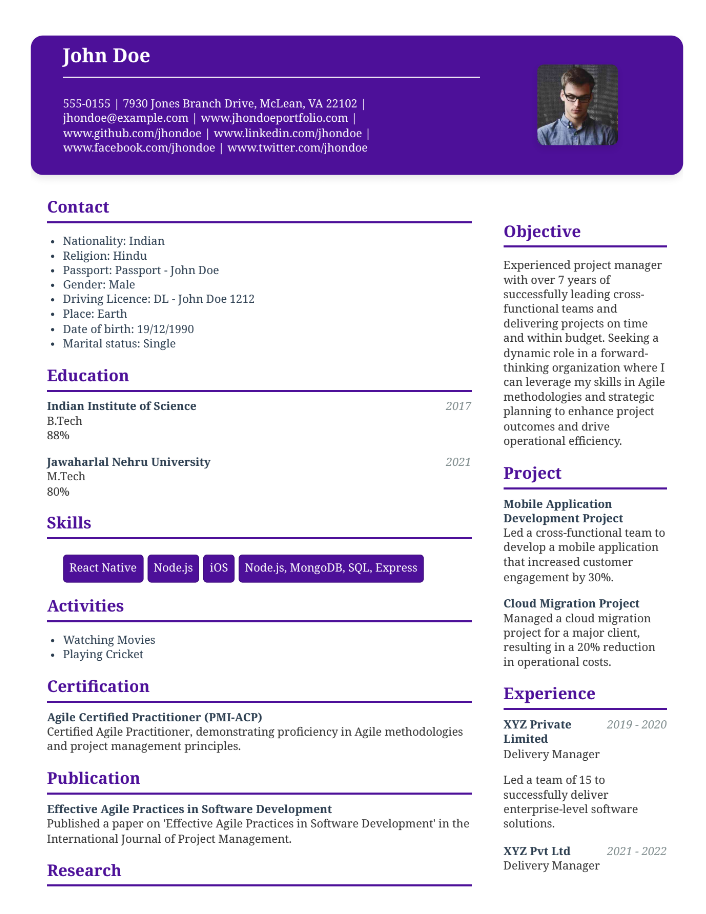 John Doe
555-0155 | 7930 Jones Branch Drive, McLean, VA 22102 |
jhondoe@example.com | www.jhondoeportfolio.com |
www.github.com/jhondoe | www.linkedin.com/jhondoe |
www.facebook.com/jhondoe | www.twitter.com/jhondoe
Contact
• Nationality: Indian
• Religion: Hindu
• Passport: Passport - John Doe
• Gender: Male
• Driving Licence: DL - John Doe 1212
• Place: Earth
• Date of birth: 19/12/1990
• Marital status: Single
Education
Indian Institute of Science 2017
B.Tech
88%
Jawaharlal Nehru University 2021
M.Tech
80%
Skills
React Native Node.js iOS Node.js, MongoDB, SQL, Express
Activities
• Watching Movies
• Playing Cricket
Certification
Agile Certified Practitioner (PMI-ACP)
Certified Agile Practitioner, demonstrating proficiency in Agile methodologies
and project management principles.
Publication
Effective Agile Practices in Software Development
Published a paper on 'Effective Agile Practices in Software Development' in the
International Journal of Project Management.
Research
Objective
Experienced project manager
with over 7 years of
successfully leading cross-
functional teams and
delivering projects on time
and within budget. Seeking a
dynamic role in a forward-
thinking organization where I
can leverage my skills in Agile
methodologies and strategic
planning to enhance project
outcomes and drive
operational efficiency.
Project
Mobile Application
Development Project
Led a cross-functional team to
develop a mobile application
that increased customer
engagement by 30%.
Cloud Migration Project
Managed a cloud migration
project for a major client,
resulting in a 20% reduction
in operational costs.
Experience
XYZ Private 2019 - 2020
Limited
Delivery Manager
Led a team of 15 to
successfully deliver
enterprise-level software
solutions.
XYZ Pvt Ltd 2021 - 2022
Delivery Manager